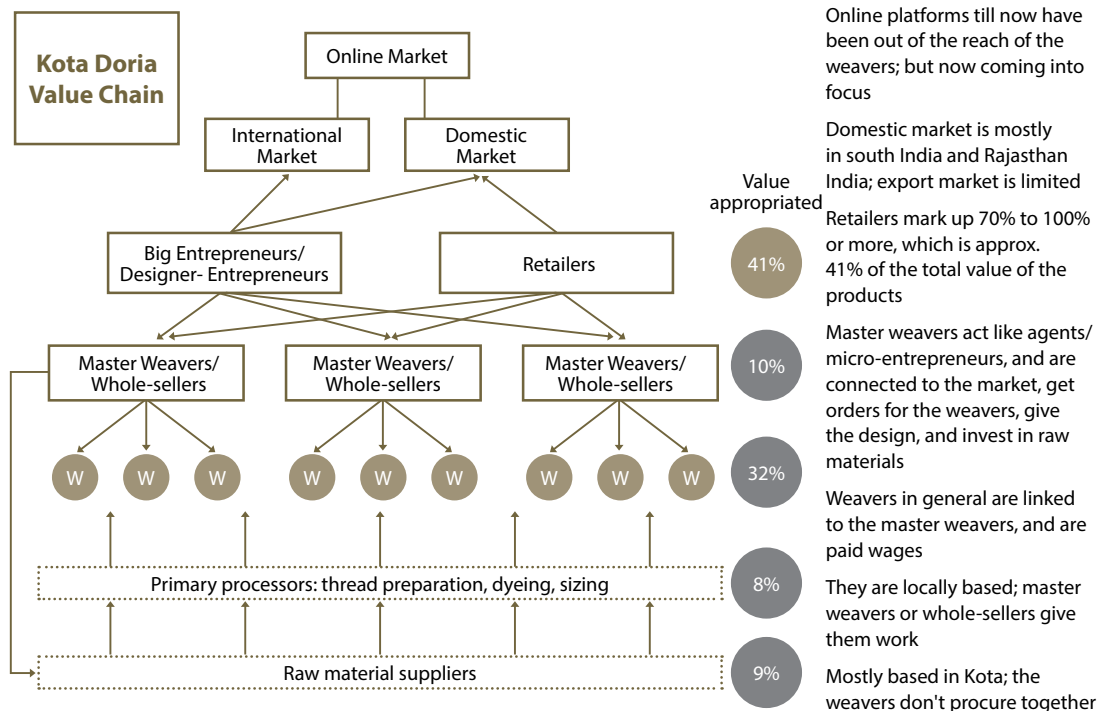 Kota Doria
Value Chain
Online Market
International
Market
Domestic
Market
Big Entrepreneurs/
Designer- Entrepreneurs
Retailers
Master Weavers/
Whole-sellers
Master Weavers/
Whole-sellers
Master Weavers/
Whole-sellers
W
W
W
W
W
W
W
W
W
Primary processors: thread preparation, dyeing, sizing
Raw material suppliers
Value
appropriated
41%
10%
32%
8%
9%
Online platforms till now have
been out of the reach of the
weavers; but now coming into
focus
Domestic market is mostly
in south India and Rajasthan
India; export market is limited
Retailers mark up 70% to 100%
or more, which is approx.
41% of the total value of the
products
Master weavers act like agents/
micro-entrepreneurs, and are
connected to the market, get
orders for the weavers, give
the design, and invest in raw
materials
Weavers in general are linked
to the master weavers, and are
paid wages
They are locally based; master
weavers or whole-sellers give
them work
Mostly based in Kota; the
weavers don't procure together